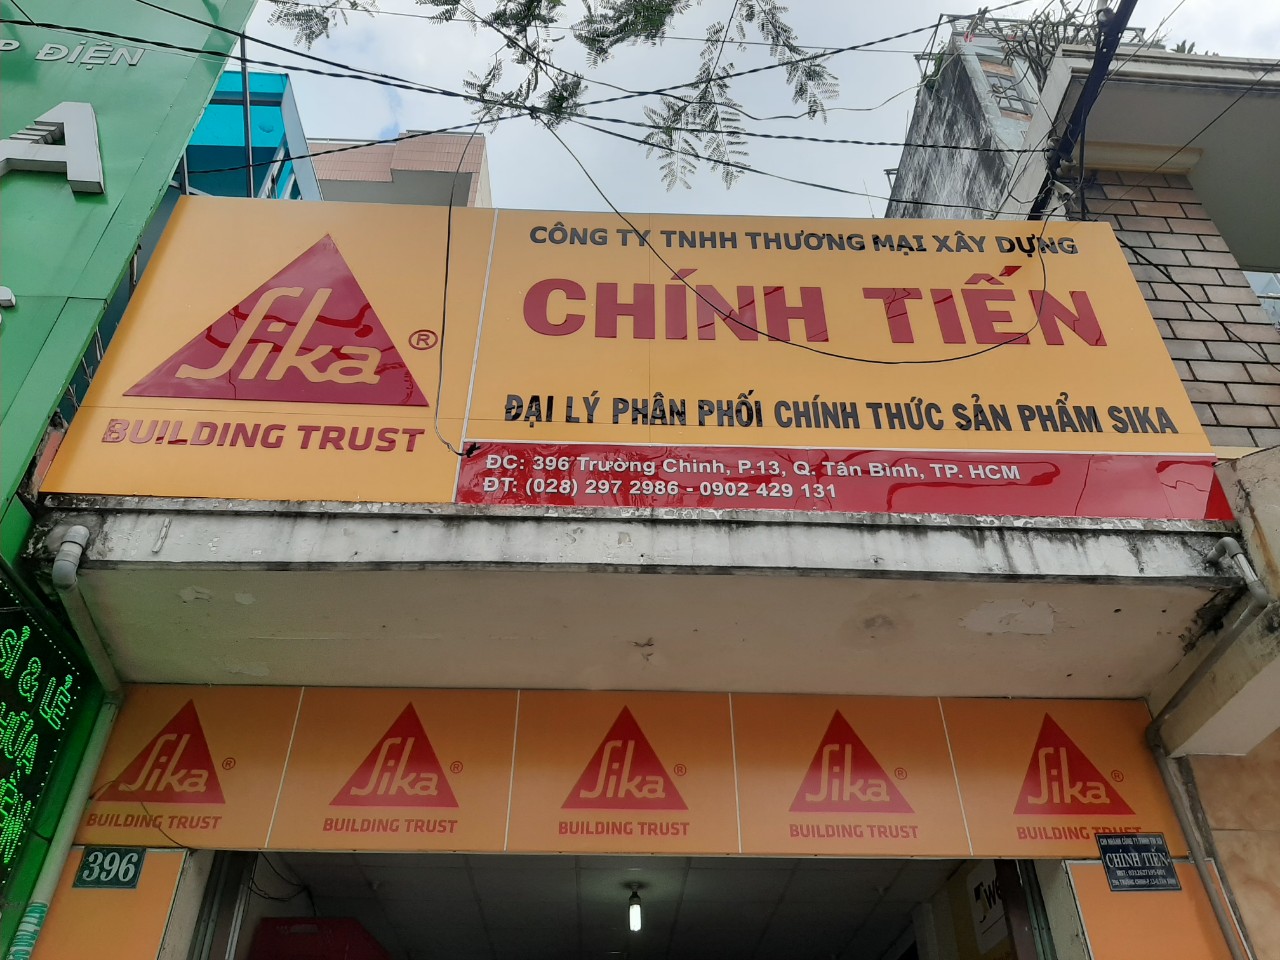 P ĐIỆN
A
CÔNG TY TNHH THƯƠNG MẠI XÂY DỰNG
CHÍNH TIẾN
Sika®
BUILDING TRUST
ĐẠI LÝ PHÂN PHỐI CHÍNH THỨC SẢN PHẨM SIKA
ĐC: 396 Trường Chinh, P.13, Q. Tân Bình, TP. HCM
ĐT: (028) 297 2986 - 0902 429 131
Sika®
BUILDING TRUST
Sika®
BUILDING TRUST
Sika®
BUILDING TRUST
Sika®
BUILDING TRUST
Sika®
BUILDING TRUST
396
CHÍNH TIẾN